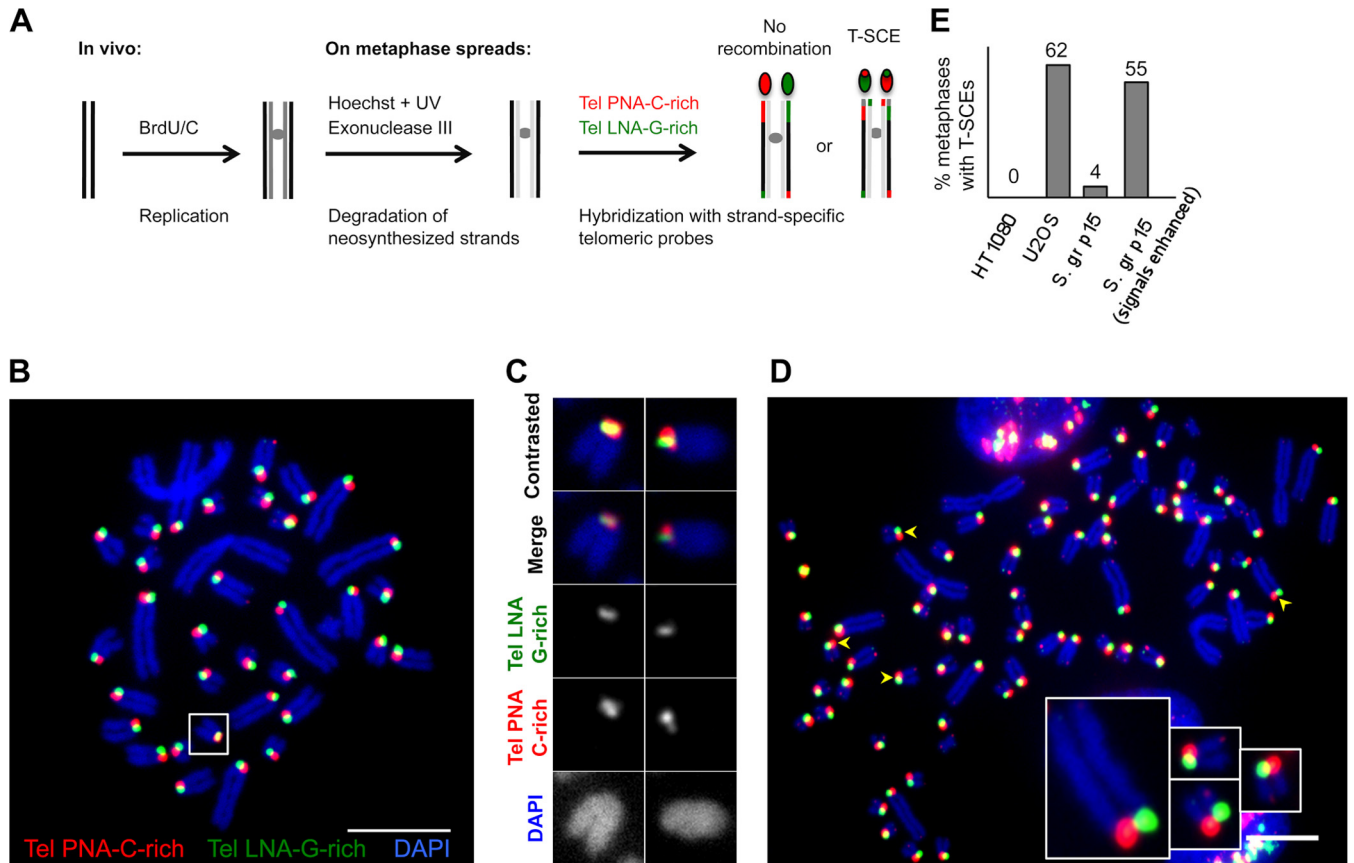 A
In vivo:
BrdU/C
Replication
On metaphase spreads:
Hoechst + UV
Exonuclease III
Degradation of
neosynthesized strands
Tel PNA-C-rich
Tel LNA-G-rich
Hybridization with strand-specific
telomeric probes
No
recombination
or
T-SCE
E
% metaphases
with T-SCEs
0
62
4
55
HT1080
U2OS
S. gr p15
S. gr p15
(signals enhanced)
B
Tel PNA-C-rich Tel LNA-G-rich DAPI
C
Contrasted
Merge
Tel LNA
G-rich
Tel PNA
C-rich
DAPI
D